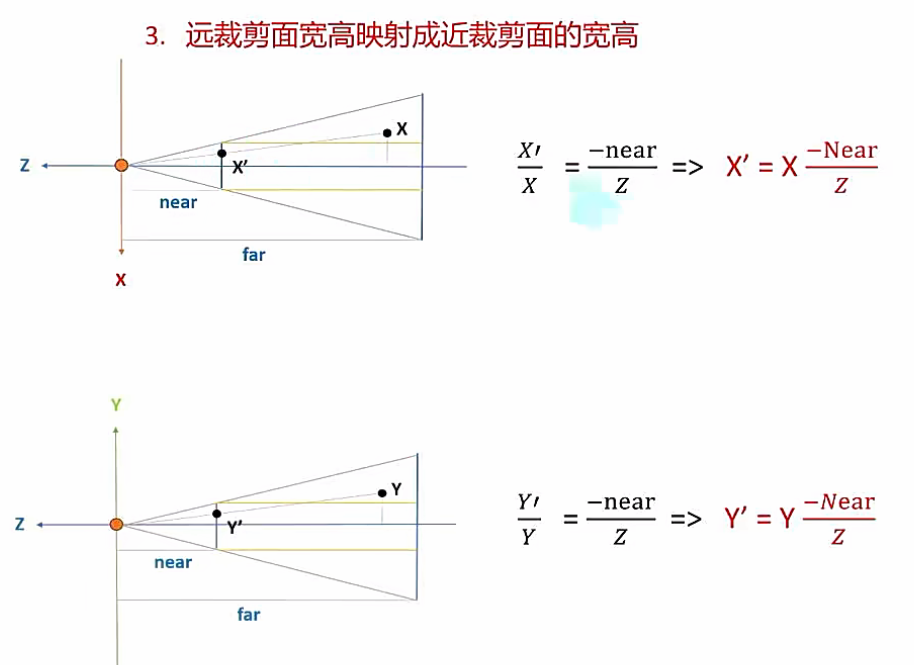 3. 远裁剪面宽高映射成近裁剪面的宽高
X
Z
X′
near
far
X
X′/X = −near/Z => X′ = X −Near/Z
Y
Y
Z
Y′
near
far
Y′/Y = −near/Z => Y′ = Y −Near/Z